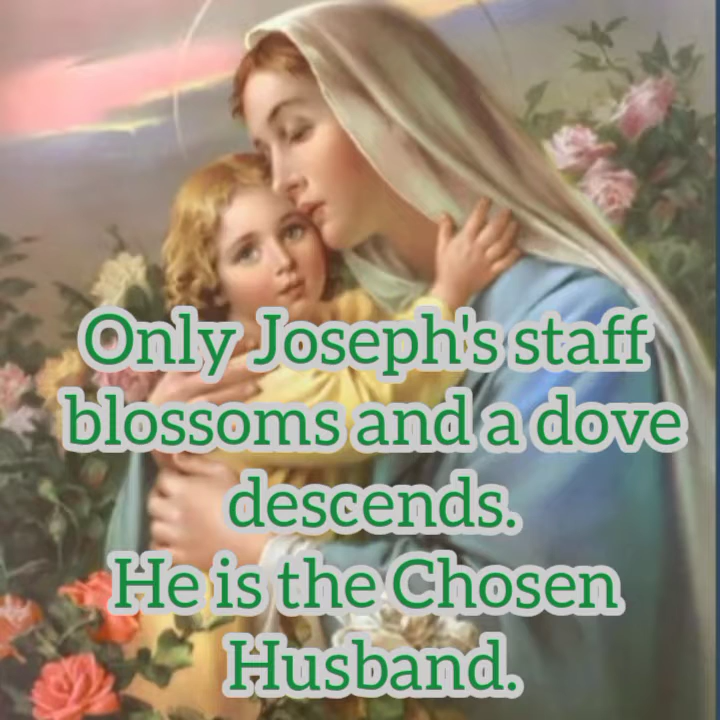 Only Joseph's staff
blossoms and a dove
descends.
He is the Chosen
Husband.